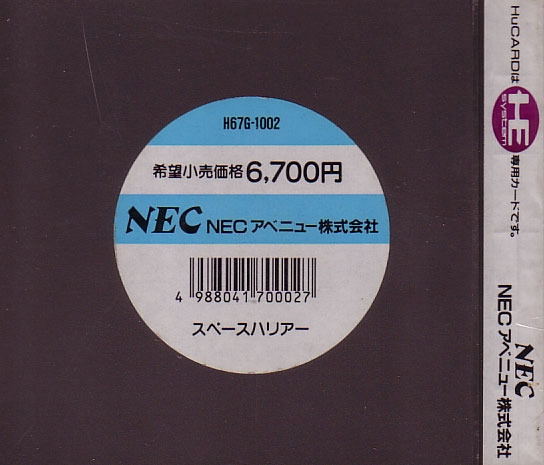 H67G-1002
希望小売価格6,700円
NEC NECアベニュー株式会社
4 988041 700027
スペースハリアー
HuCARDは HE system 専用カードです。
NEC
NECアベニュー株式会社